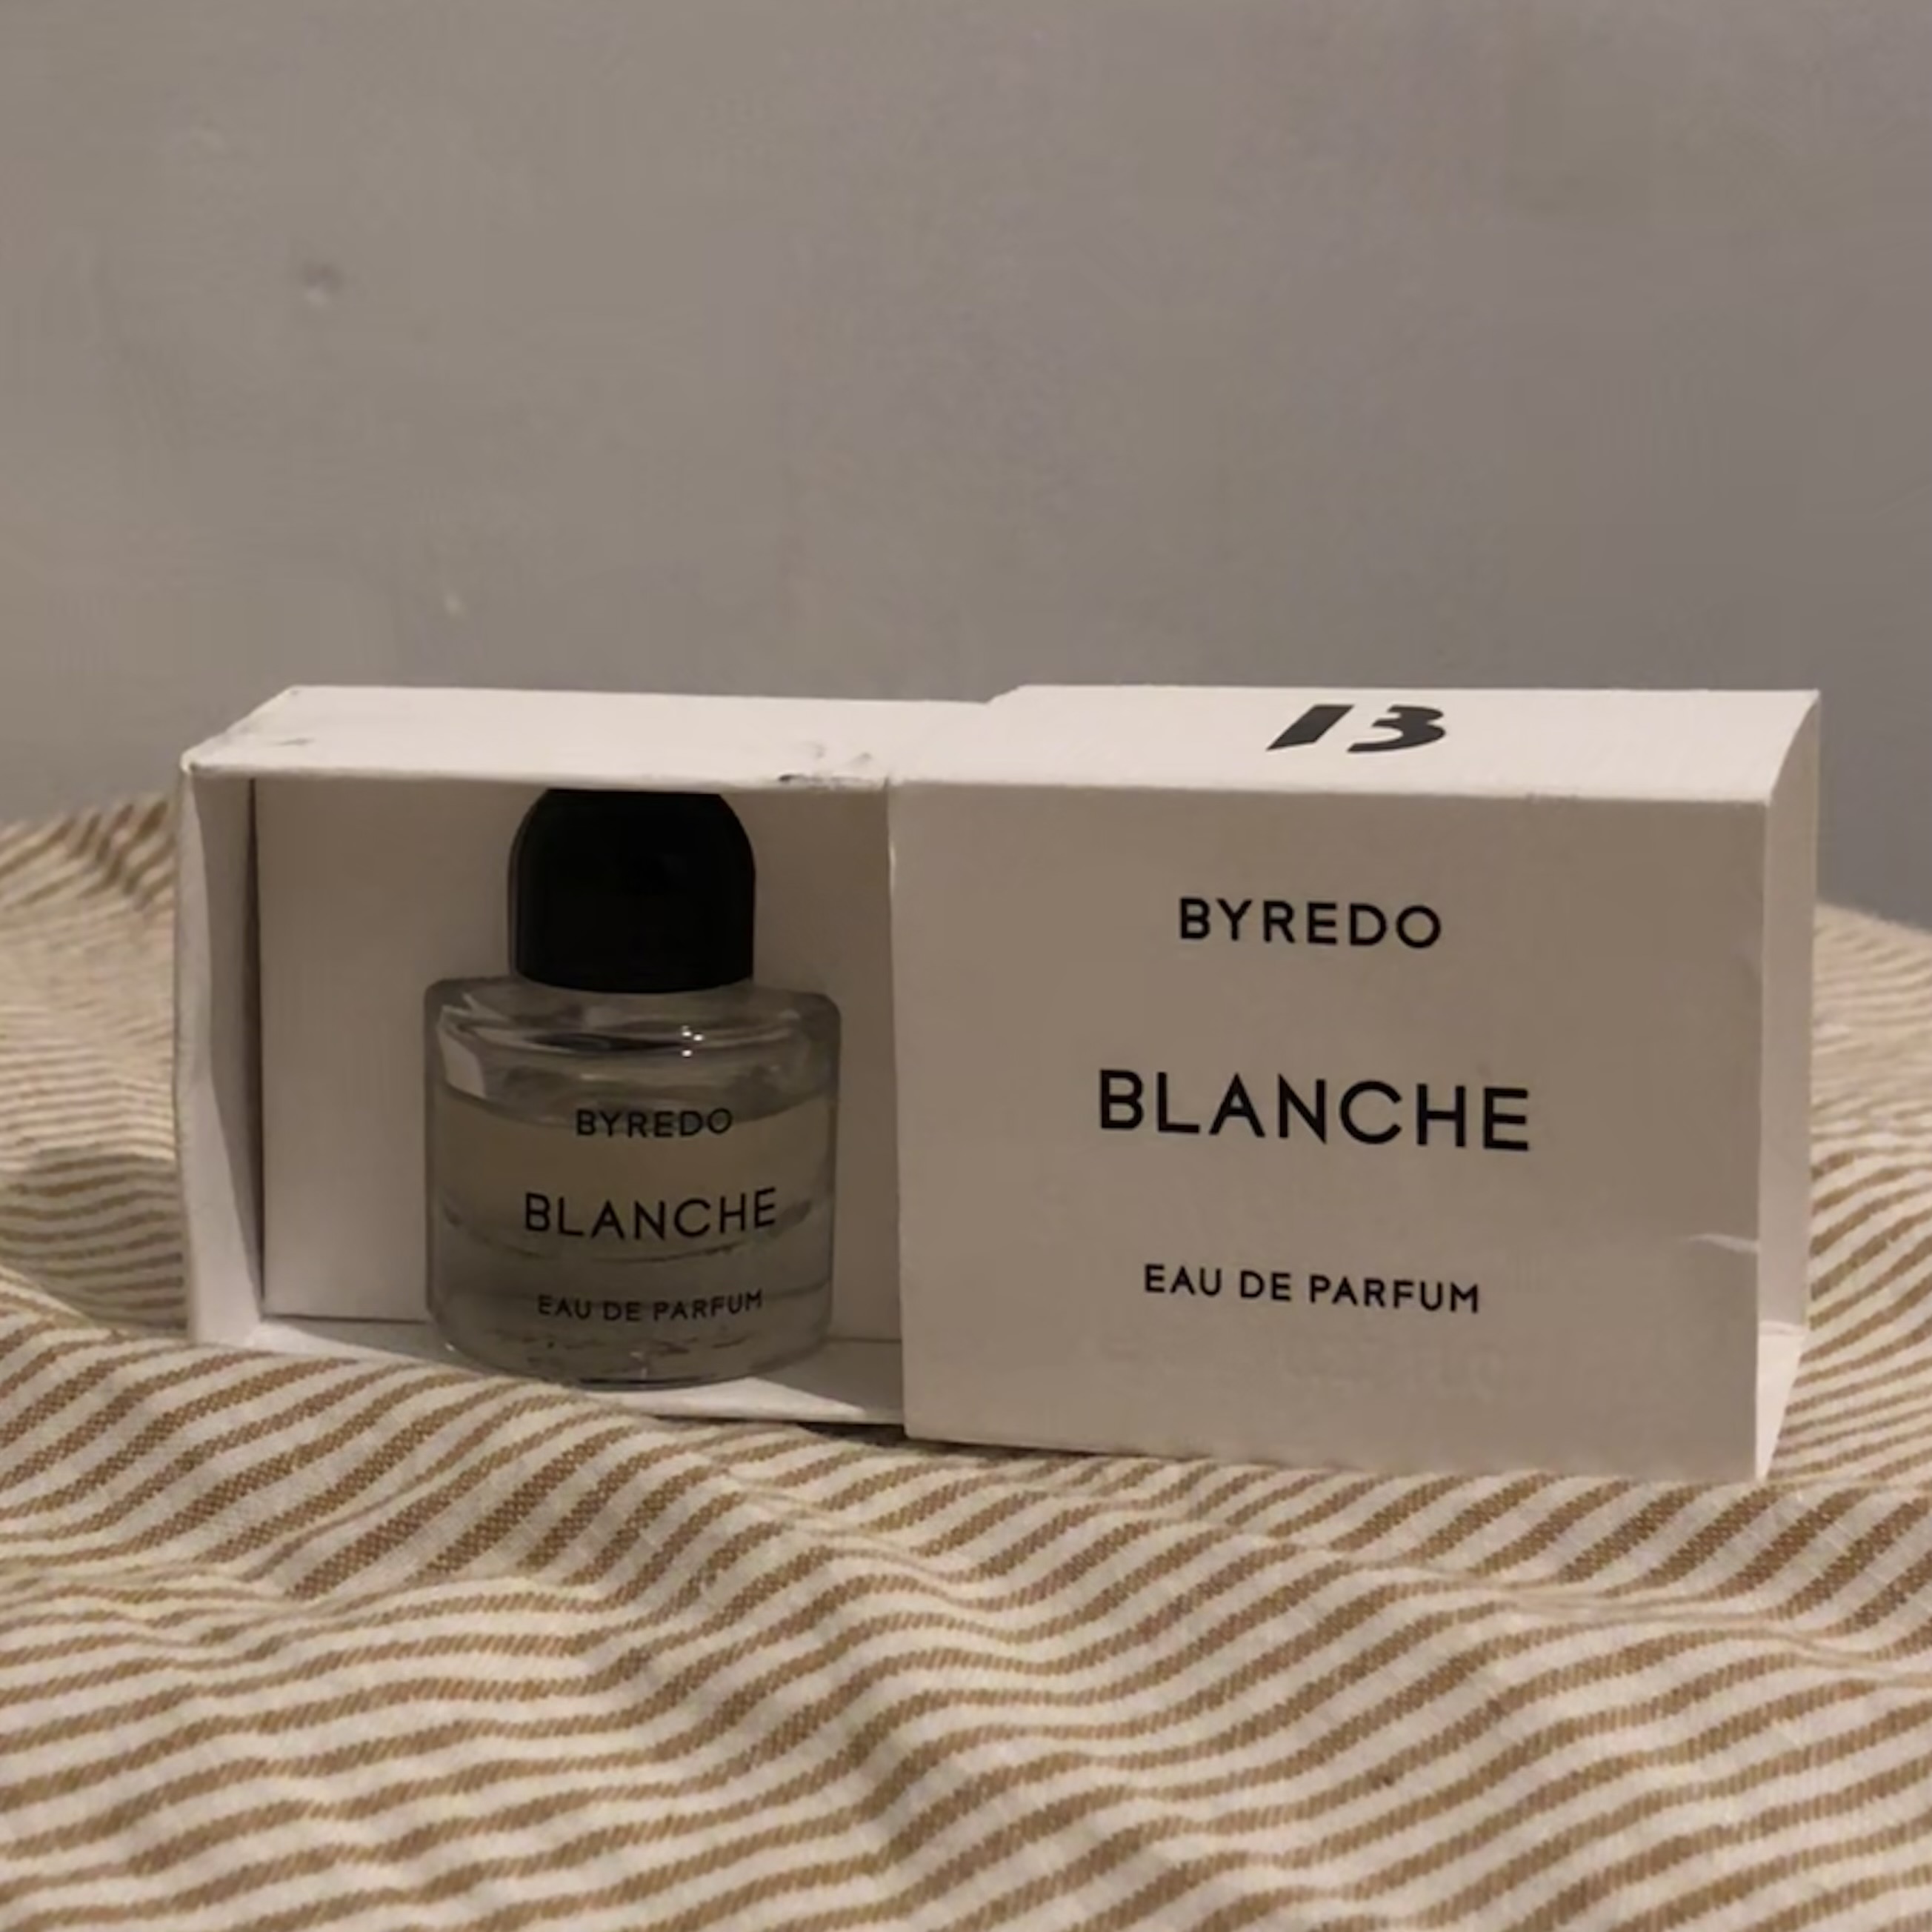 13
BYREDO
BLANCHE
EAU DE PARFUM
BYREDO
BLANCHE
EAU DE PARFUM